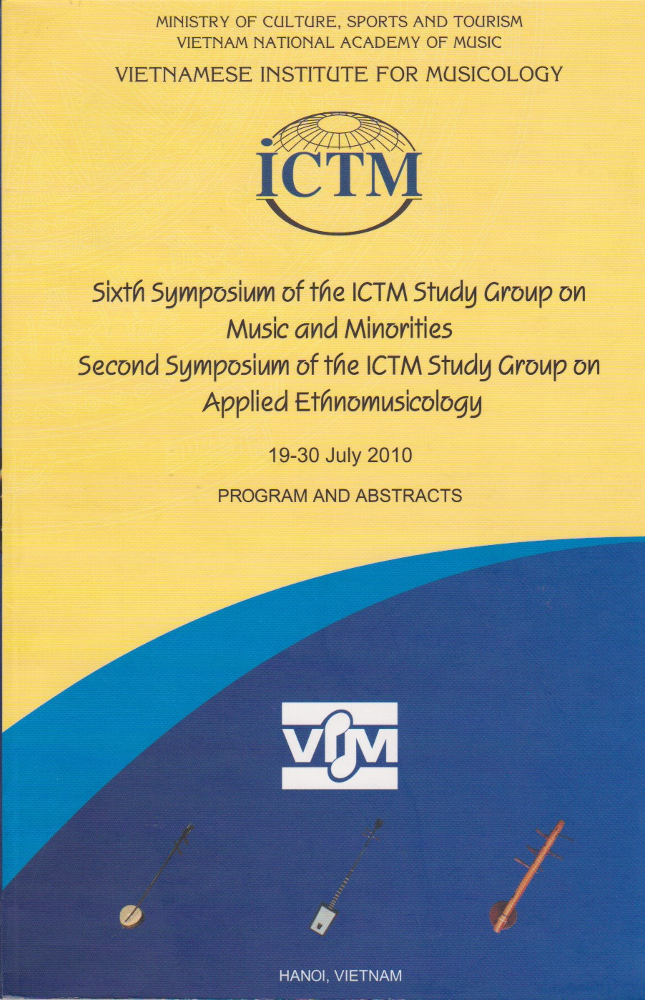 MINISTRY OF CULTURE, SPORTS AND TOURISM
VIETNAM NATIONAL ACADEMY OF MUSIC
VIETNAMESE INSTITUTE FOR MUSICOLOGY
iCTM
Sixth Symposium of the ICTM Study Group on
Music and Minorities
Second Symposium of the ICTM Study Group on
Applied Ethnomusicology
19-30 July 2010
PROGRAM AND ABSTRACTS
VIM
HANOI, VIETNAM